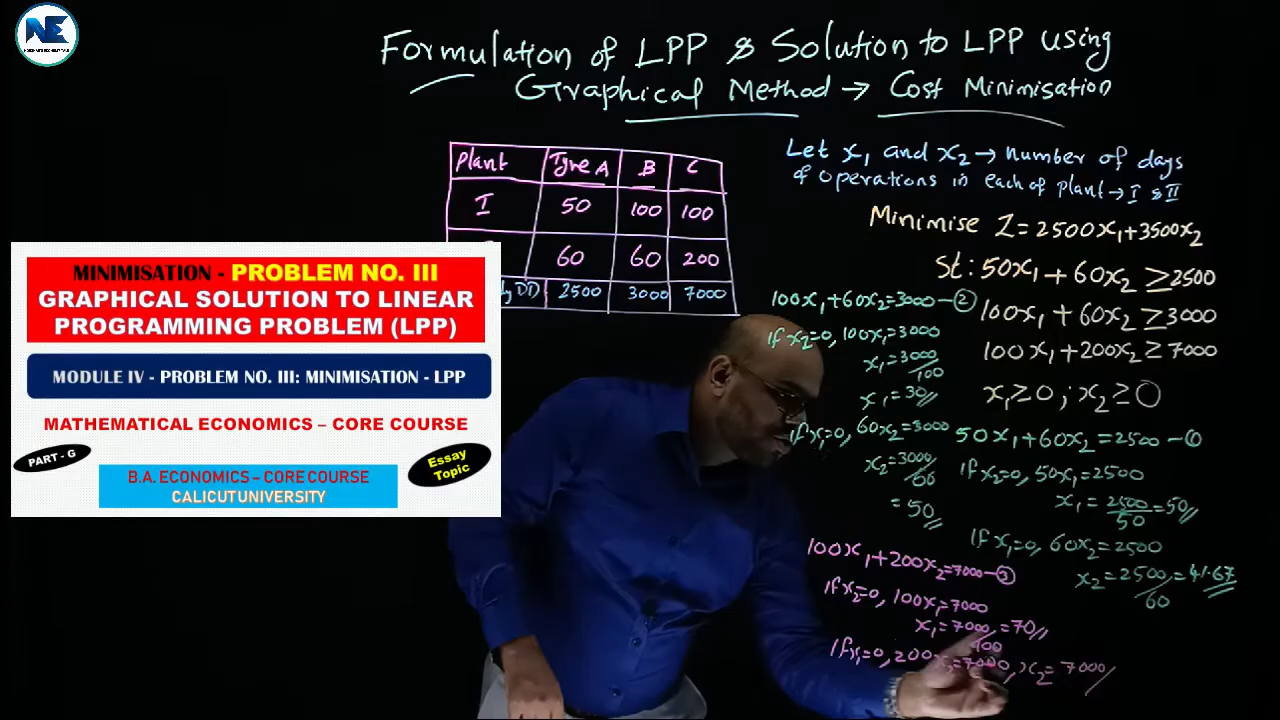 NE
Formulation of LPP & Solution to LPP using
Graphical Method → Cost Minimisation
Plant Tyre A B C
I 50 100 100
60 60 200
DD 2500 3000 7000
Let x₁ and x₂ → number of days
of operations in each of plant → I & II
Minimise Z = 2500x₁ + 3500x₂
St: 50x₁ + 60x₂ ≥ 2500
100x₁ + 60x₂ ≥ 3000
100x₁ + 200x₂ ≥ 7000
x₁ ≥ 0 ; x₂ ≥ 0
50x₁ + 60x₂ = 2500 — ①
If x₂=0, 50x₁ = 2500
x₁ = 2500/50 = 50//
If x₁=0, 60x₂ = 2500
x₂ = 2500/60 = 41.67
100x₁ + 60x₂ = 3000 — ②
If x₂=0, 100x₁ = 3000
x₁ = 3000/100
x₁ = 30//
If x₁=0, 60x₂ = 3000
x₂ = 3000/60
= 50//
100x₁ + 200x₂ = 7000 — ③
If x₂=0, 100x₁ = 7000
x₁ = 7000/100 = 70//
If x₁=0, 200x₂ = 7000, x₂ = 7000/
MINIMISATION - PROBLEM NO. III
GRAPHICAL SOLUTION TO LINEAR
PROGRAMMING PROBLEM (LPP)
MODULE IV - PROBLEM NO. III: MINIMISATION - LPP
MATHEMATICAL ECONOMICS – CORE COURSE
PART - G
Essay
Topic
B.A. ECONOMICS – CORE COURSE
CALICUT UNIVERSITY